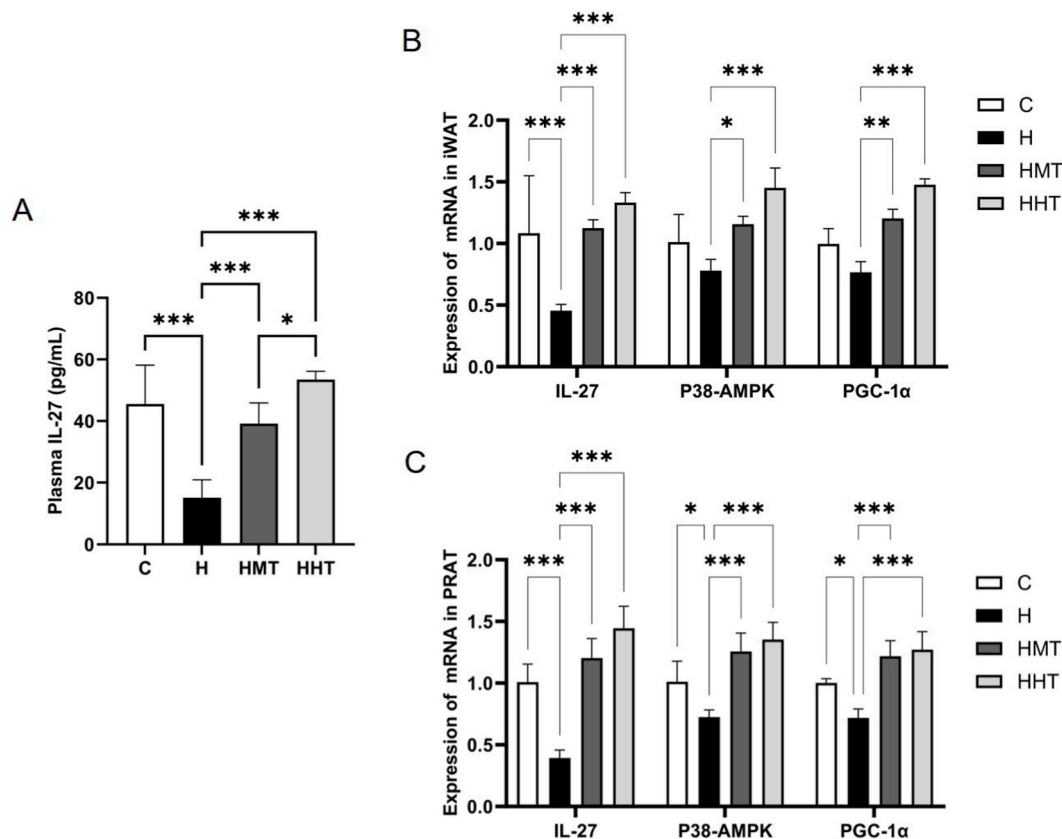 A
Plasma IL-27 (pg/mL)
80
60
40
20
0
***
***
***
*
C H HMT HHT
B
Expression of mRNA in iWAT
2.0
1.5
1.0
0.5
0.0
***
***
***
***
*
***
**
IL-27 P38-AMPK PGC-1α
C
H
HMT
HHT
C
Expression of mRNA in PRAT
2.0
1.5
1.0
0.5
0.0
***
***
***
* ***
***
***
* ***
IL-27 P38-AMPK PGC-1α
C
H
HMT
HHT